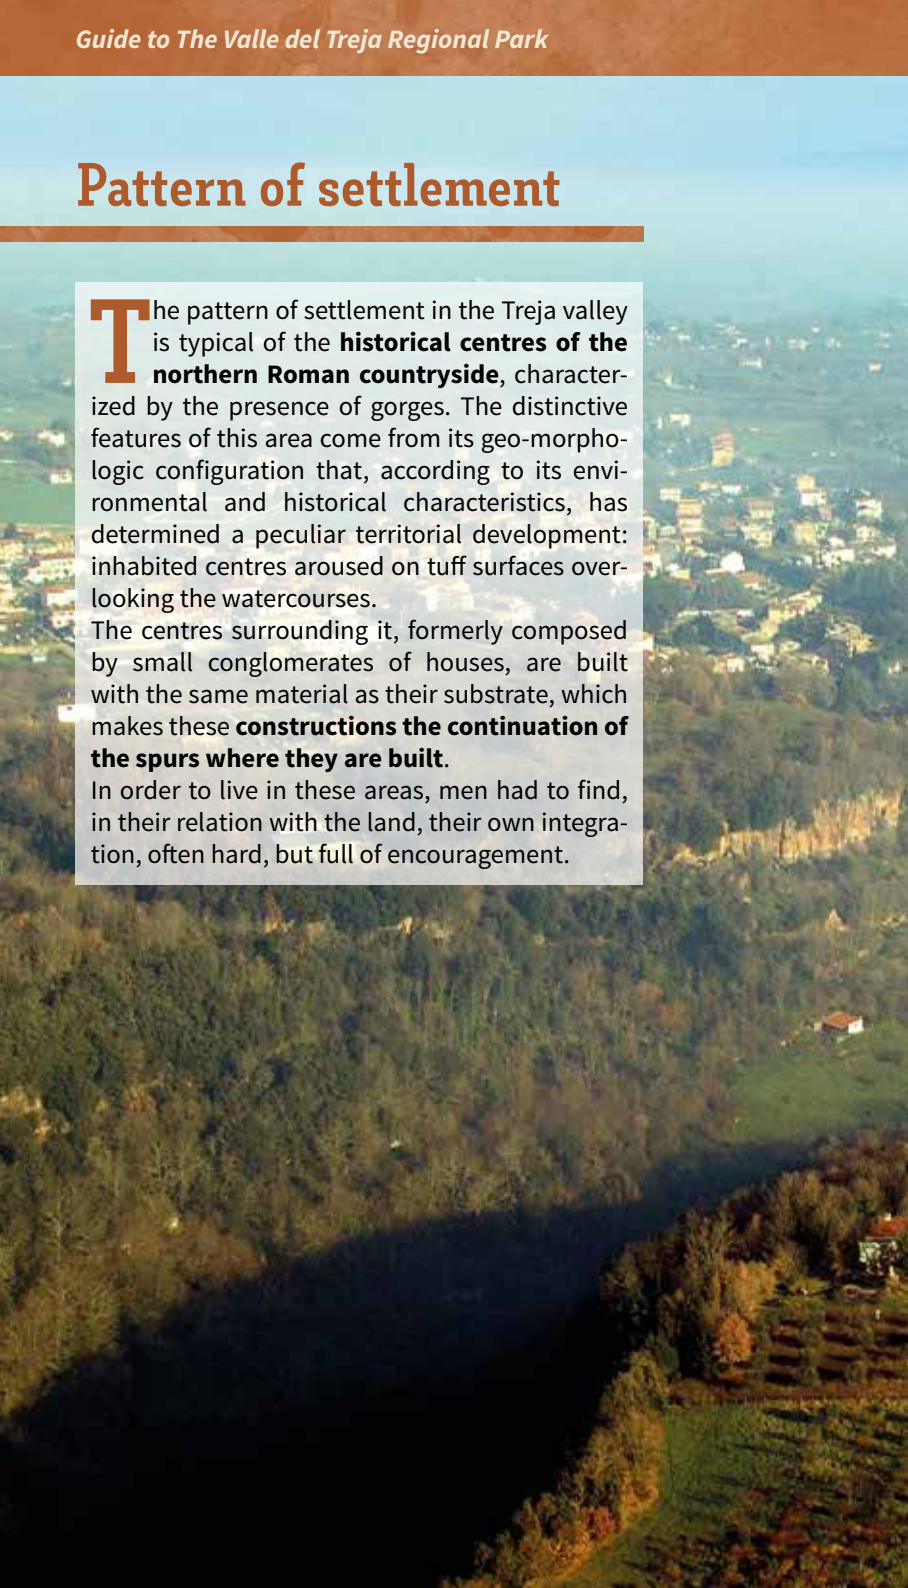 Guide to The Valle del Treja Regional Park
Pattern of settlement
The pattern of settlement in the Treja valley
is typical of the historical centres of the
northern Roman countryside, character-
ized by the presence of gorges. The distinctive
features of this area come from its geo-morpho-
logic configuration that, according to its envi-
ronmental and historical characteristics, has
determined a peculiar territorial development:
inhabited centres aroused on tuff surfaces over-
looking the watercourses.
The centres surrounding it, formerly composed
by small conglomerates of houses, are built
with the same material as their substrate, which
makes these constructions the continuation of
the spurs where they are built.
In order to live in these areas, men had to find,
in their relation with the land, their own integra-
tion, often hard, but full of encouragement.